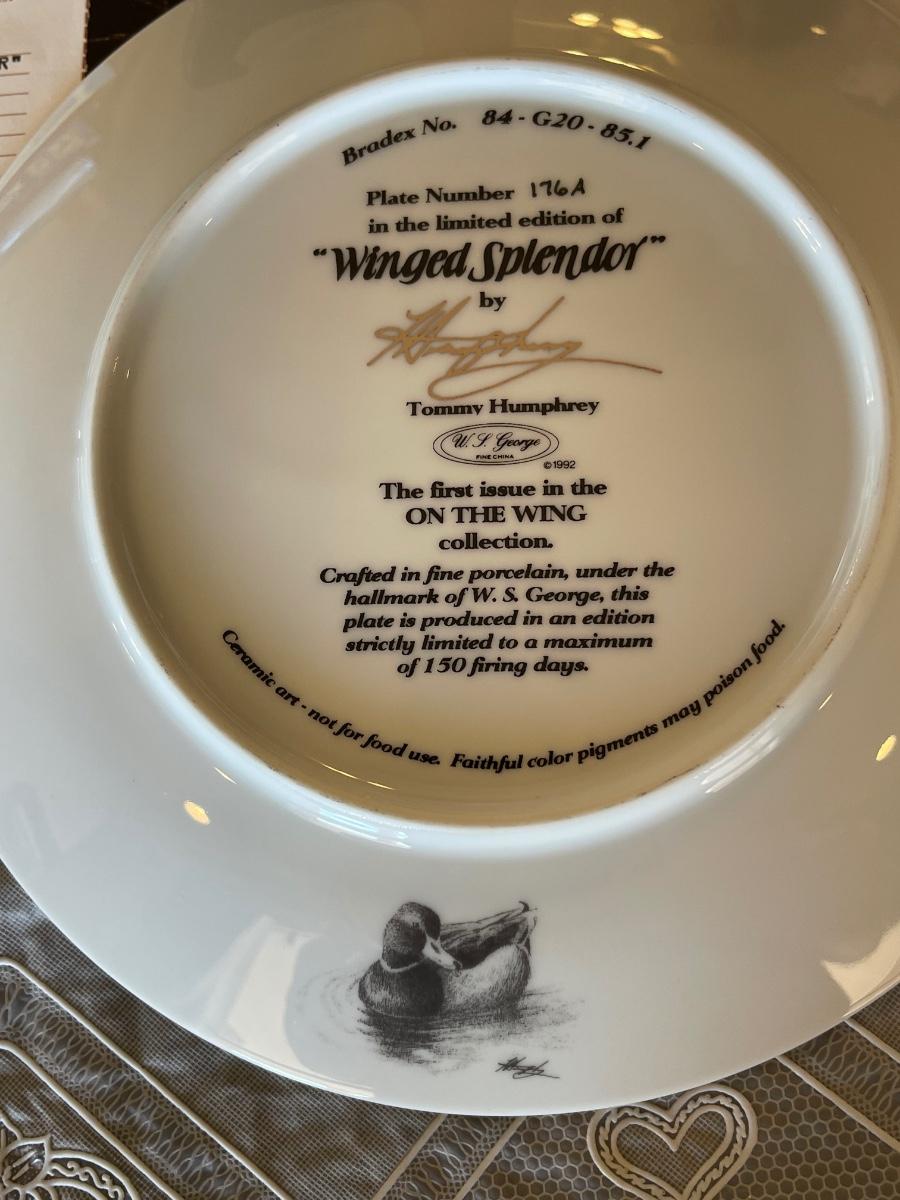 R"
Bradex No. 84 - G20 - 85.1
Plate Number 176A
in the limited edition of
"Winged Splendor"
by
Humphrey
Tommy Humphrey
W. S. George
FINE CHINA
©1992
The first issue in the
ON THE WING
collection.
Crafted in fine porcelain, under the
hallmark of W. S. George, this
plate is produced in an edition
strictly limited to a maximum
of 150 firing days.
Ceramic art - not for food use. Faithful color pigments may poison food.